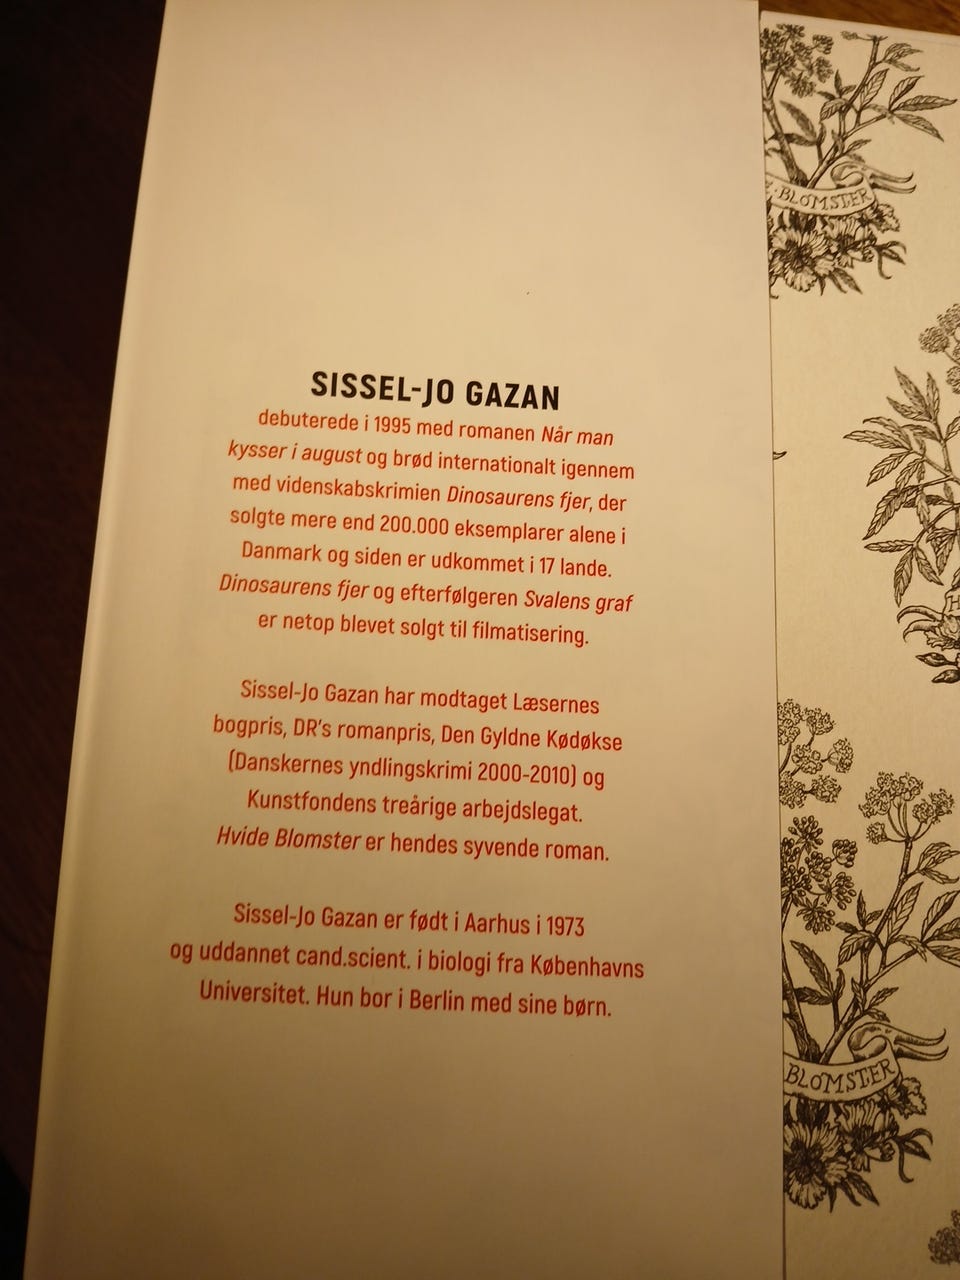 SISSEL-JO GAZAN
debuterede i 1995 med romanen Når man
kysser i august og brød internationalt igennem
med videnskabskrimien Dinosaurens fjer, der
solgte mere end 200.000 eksemplarer alene i
Danmark og siden er udkommet i 17 lande.
Dinosaurens fjer og efterfølgeren Svalens graf
er netop blevet solgt til filmatisering.
Sissel-Jo Gazan har modtaget Læsernes
bogpris, DR's romanpris, Den Gyldne Kødøkse
(Danskernes yndlingskrimi 2000-2010) og
Kunstfondens treårige arbejdslegat.
Hvide Blomster er hendes syvende roman.
Sissel-Jo Gazan er født i Aarhus i 1973
og uddannet cand.scient. i biologi fra Københavns
Universitet. Hun bor i Berlin med sine børn.
BLOMSTER
BLOMSTER